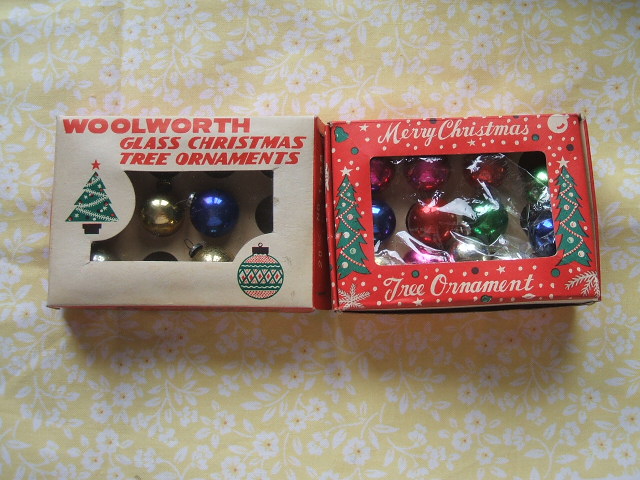 WOOLWORTH
GLASS CHRISTMAS
TREE ORNAMENTS
Merry Christmas
Tree Ornament